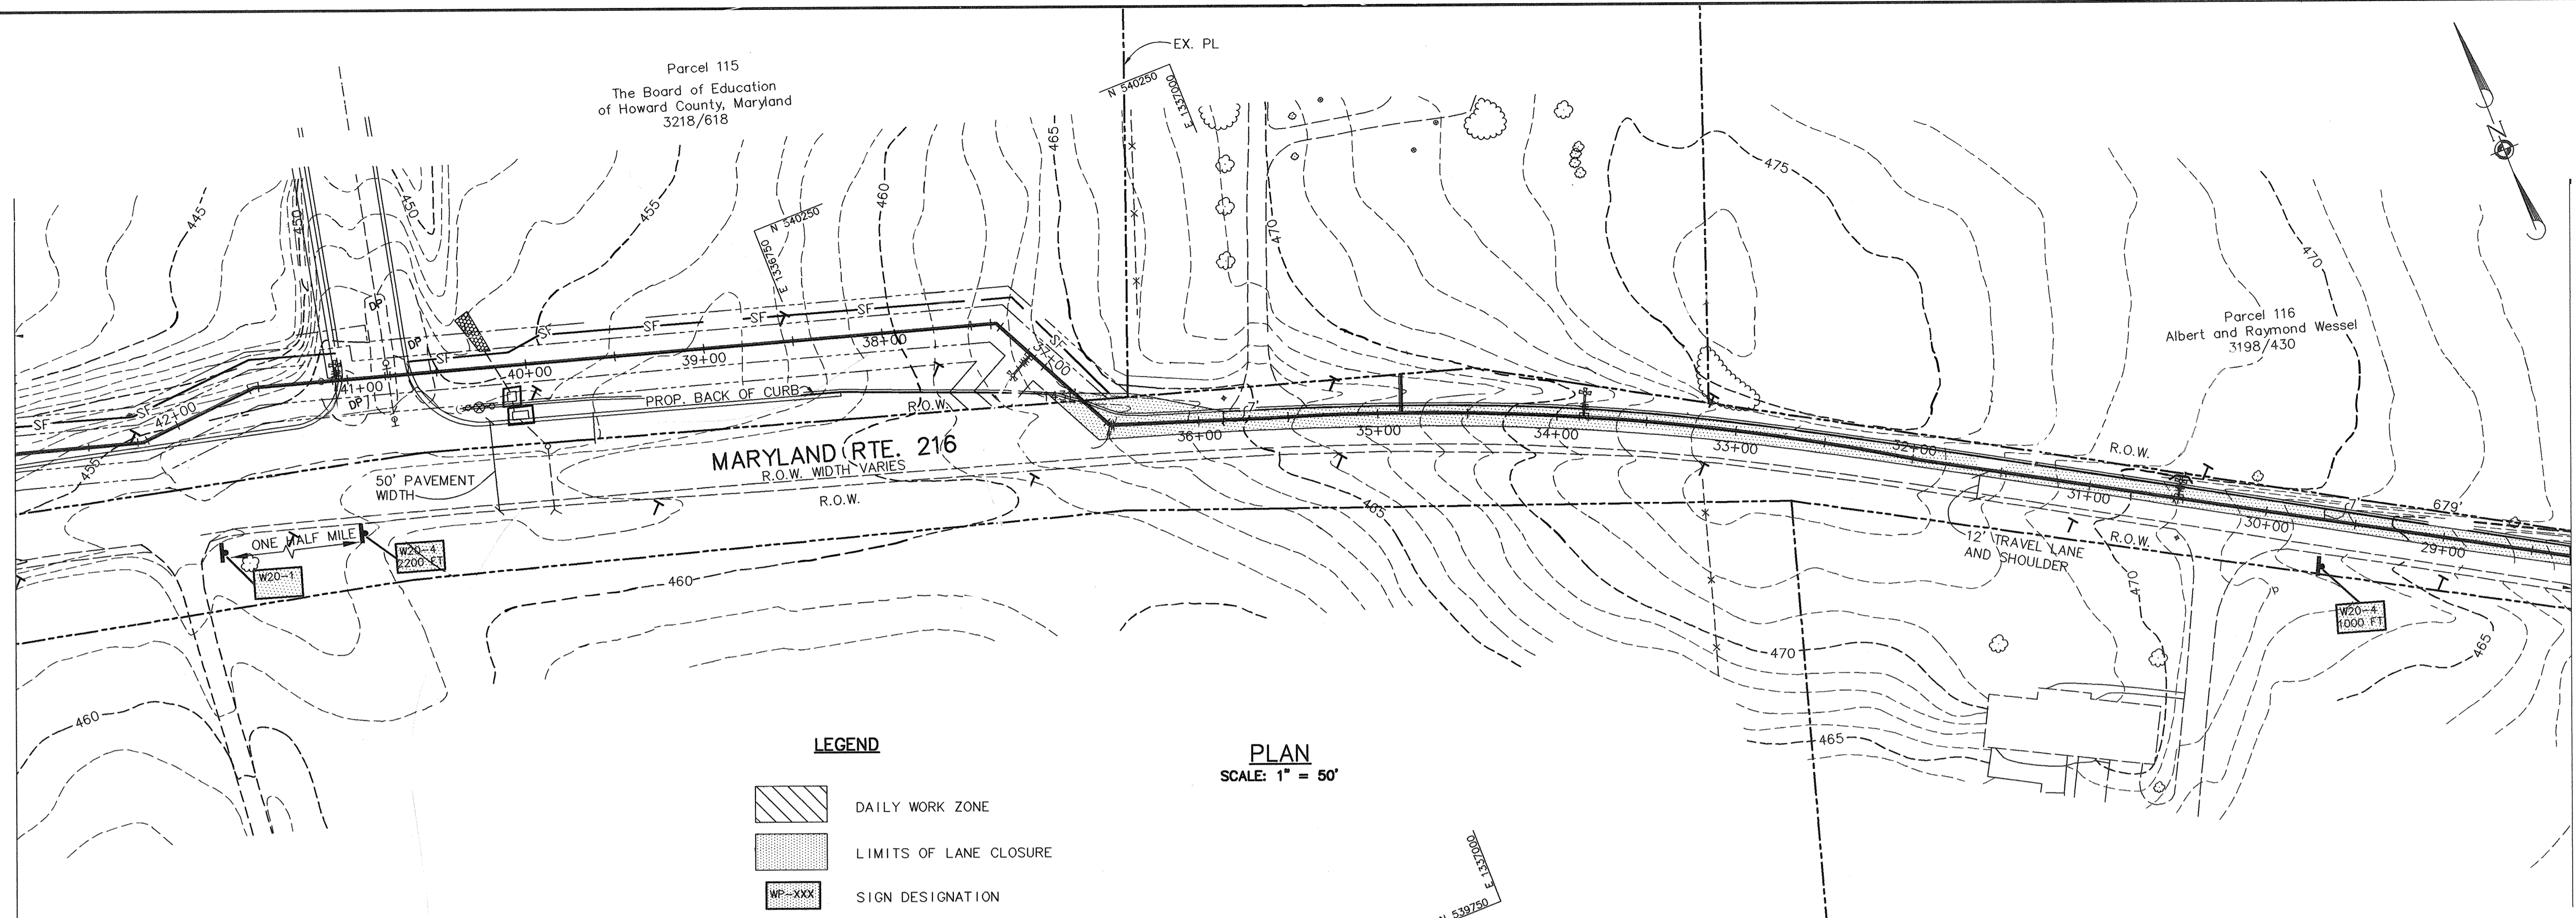 EX. PL
Parcel 115
The Board of Education
of Howard County, Maryland
3218/618
N 540250
E 1337000
465
N 540250
E 1336750
445
450
450
455
460
470
475
470
Parcel 116
Albert and Raymond Wessel
3198/430
N
SF
SF
SF
SF
SF
SF
SF
SF
DP
DP
DP
42+00
41+00
40+00
39+00
38+00
37+00
36+00
35+00
34+00
33+00
32+00
31+00
30+00
29+00
PROP. BACK OF CURB
R.O.W.
MARYLAND RTE. 216
R.O.W. WIDTH VARIES
R.O.W.
50' PAVEMENT
WIDTH
455
ONE HALF MILE
W20-1
W20-4
2200 FT
460
460
465
R.O.W.
679'
12' TRAVEL LANE
AND SHOULDER
R.O.W.
470
470
465
465
W20-4
1000 FT
LEGEND
DAILY WORK ZONE
LIMITS OF LANE CLOSURE
WP-XXX
SIGN DESIGNATION
PLAN
SCALE: 1" = 50'
E 1337000
N 539750